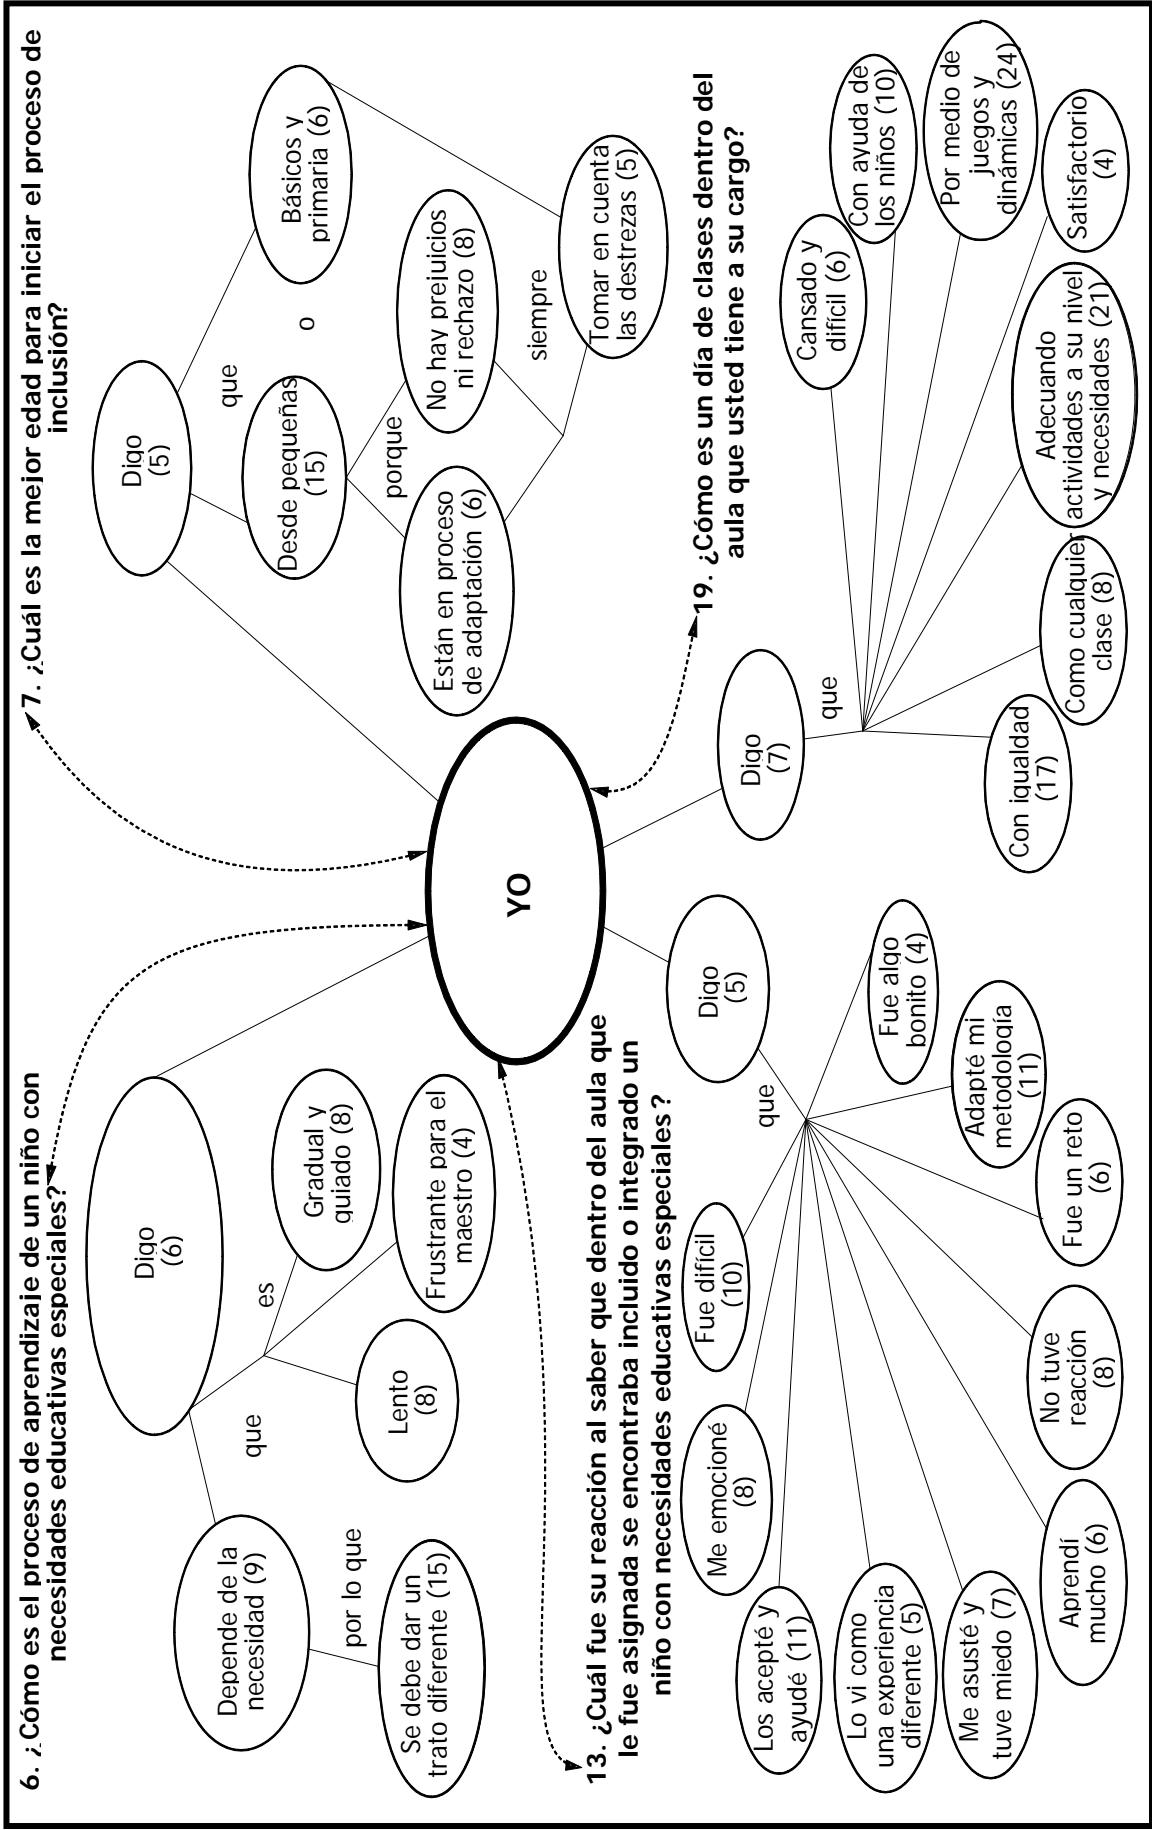 6. ¿Cómo es el proceso de aprendizaje de un niño con
necesidades educativas especiales?
Digo
(6)
que
es
Depende de la
necesidad (9)
por lo que
Se debe dar un
trato diferente (15)
Lento
(8)
Gradual y
guiado (8)
Frustrante para el
maestro (4)
7. ¿Cuál es la mejor edad para iniciar el proceso de
inclusión?
Digo
(5)
que
Desde pequeñas
(15)
o
Básicos y
primaria (6)
porque
Están en proceso
de adaptación (6)
No hay prejuicios
ni rechazo (8)
siempre
Tomar en cuenta
las destrezas (5)
YO
13. ¿Cuál fue su reacción al saber que dentro del aula que
le fue asignada se encontraba incluido o integrado un
niño con necesidades educativas especiales?
Digo
(5)
que
Fue difícil
(10)
Me emocioné
(8)
Los acepté y
ayudé (11)
Lo vi como
una experiencia
diferente (5)
Me asusté y
tuve miedo (7)
Aprendí
mucho (6)
No tuve
reacción
(8)
Fue un reto
(6)
Adapté mi
metodología
(11)
Fue algo
bonito (4)
19. ¿Cómo es un día de clases dentro del
aula que usted tiene a su cargo?
Digo
(7)
que
Cansado y
difícil (6)
Con ayuda de
los niños (10)
Por medio de
juegos y
dinámicas (24)
Satisfactorio
(4)
Adecuando
actividades a su nivel
y necesidades (21)
Como cualquier
clase (8)
Con igualdad
(17)